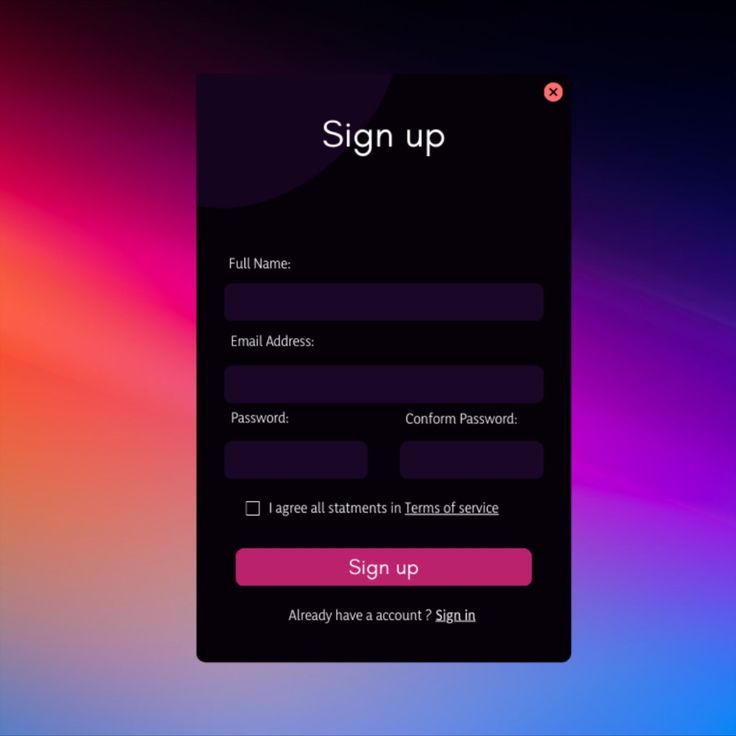 Sign up
Full Name:
Email Address:
Password: Conform Password:
I agree all statments in Terms of service
Sign up
Already have a account ? Sign in